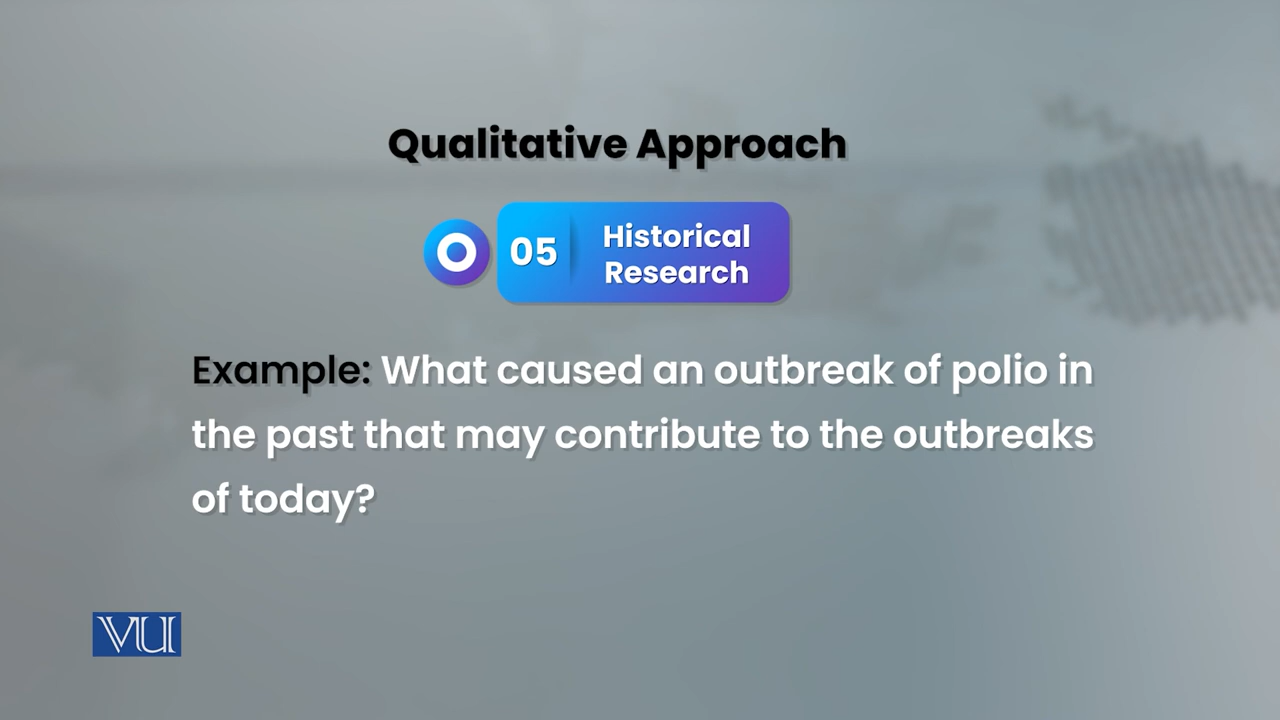 Qualitative Approach
05
Historical
Research
Example: What caused an outbreak of polio in
the past that may contribute to the outbreaks
of today?
VU